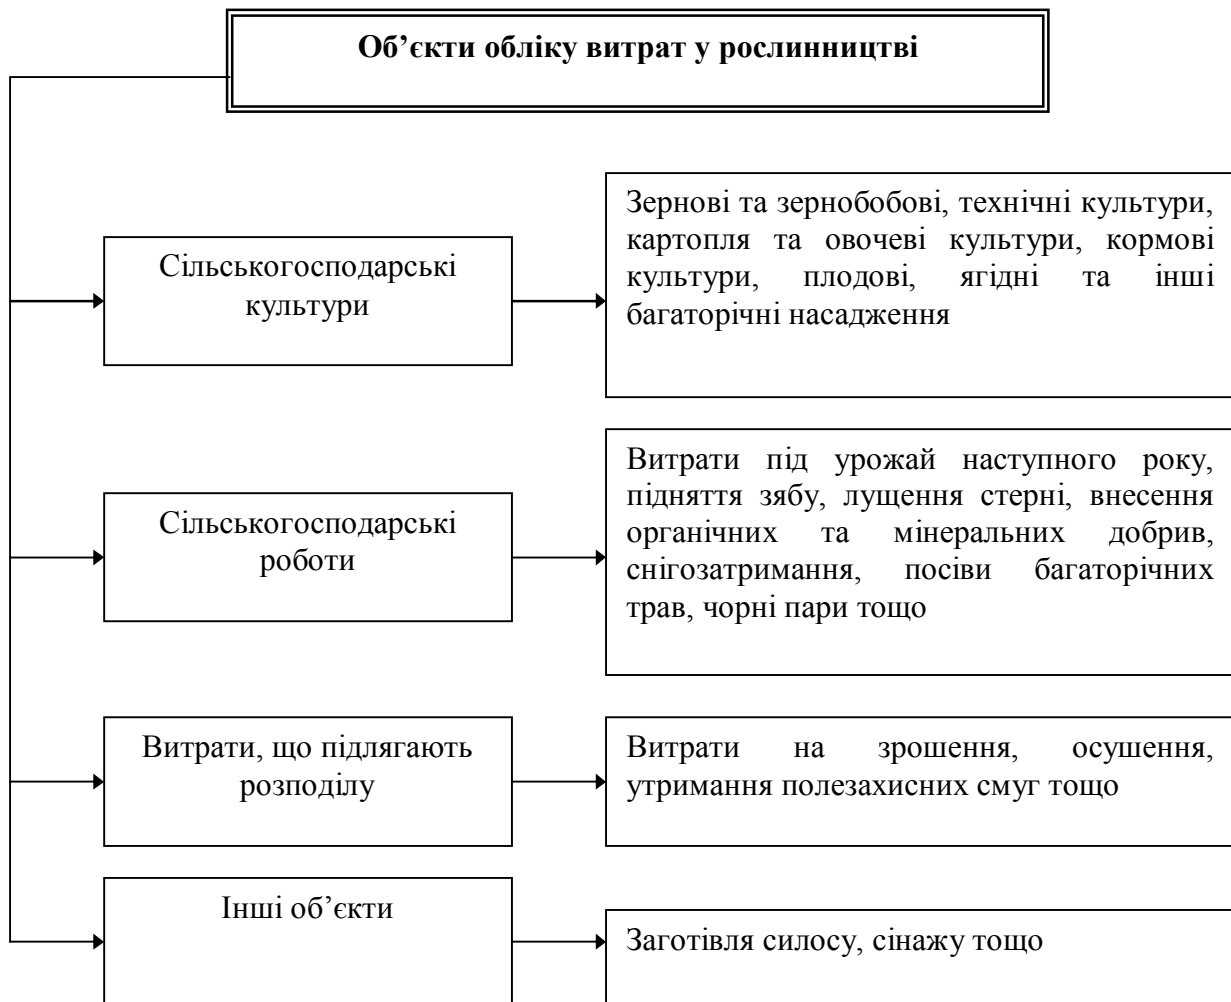 Об’єкти обліку витрат у рослинництві
Сільськогосподарські
культури
Зернові та зернобобові, технічні культури,
картопля та овочеві культури, кормові
культури, плодові, ягідні та інші
багаторічні насадження
Сільськогосподарські
роботи
Витрати під урожай наступного року,
підняття зябу, лущення стерні, внесення
органічних та мінеральних добрив,
снігозатримання, посіви багаторічних
трав, чорні пари тощо
Витрати, що підлягають
розподілу
Витрати на зрошення, осушення,
утримання полезахисних смуг тощо
Інші об’єкти
Заготівля силосу, сінажу тощо